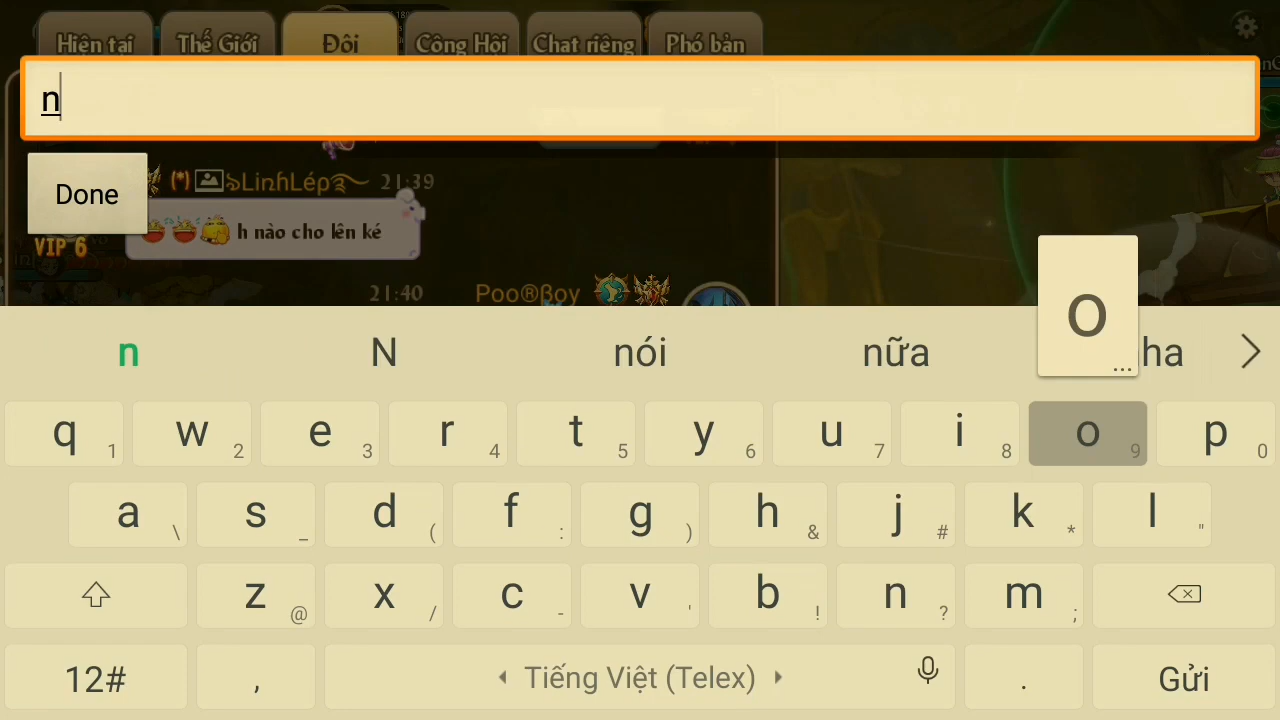 Hiện tại Thế Giới Đội Công Hội Chat riêng Phó bản
n
Done
꧁LinhLép࿐ 21:39
VIP 6
h nào cho lên ké
21:40 Poo®βoy
n N nói nữa ha
o
...
q 1 w 2 e 3 r 4 t 5 y 6 u 7 i 8 o 9 p 0
a \ s _ d ( f : g ) h & j # k * l "
z @ x / c - v ' b ! n ? m ;
12# , Tiếng Việt (Telex) . Gửi